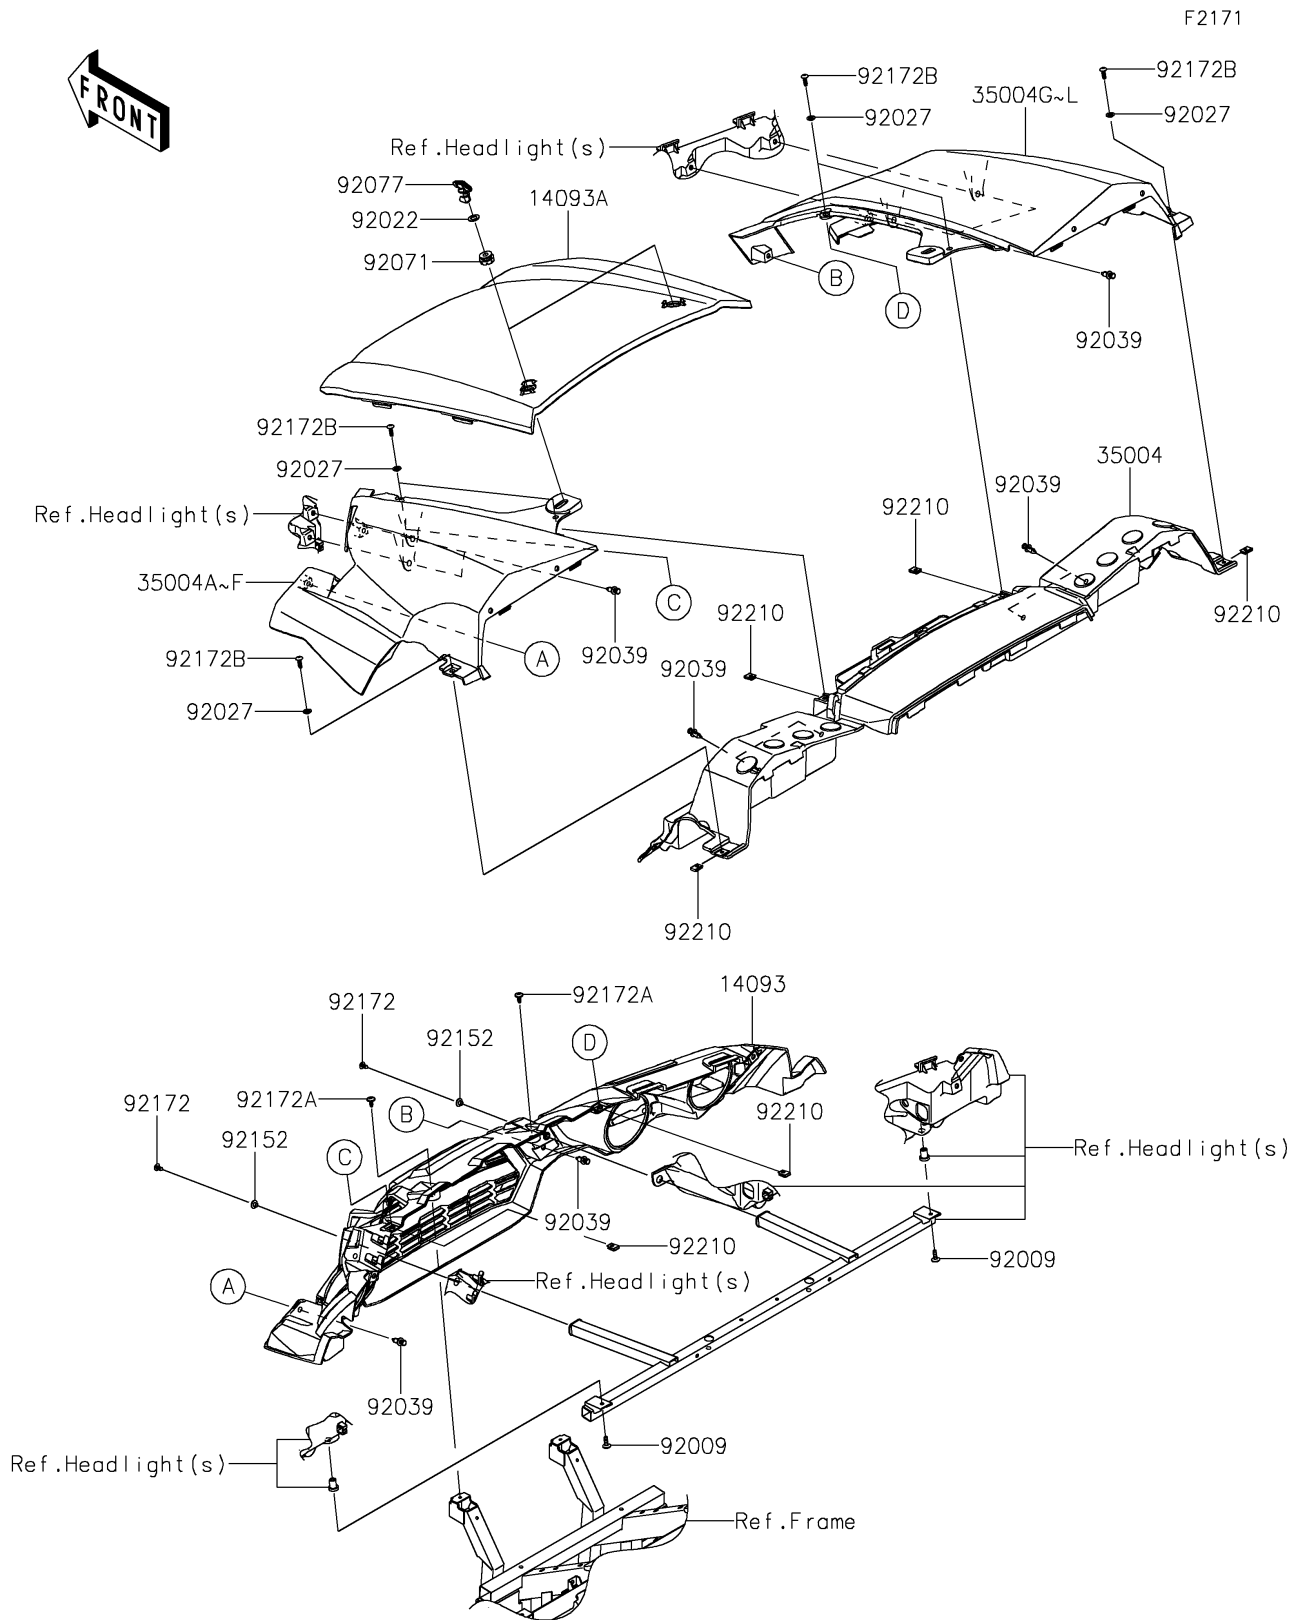 F2171
FRONT
92172B
92172B
35004G~L
92027
92027
Ref.Headlight(s)
92077
14093A
92022
92071
B
D
92039
92172B
35004
92027
92039
92210
Ref.Headlight(s)
35004A~F
C
92210
92210
A
92039
92172B
92039
92027
92210
14093
92172A
92172
92152
D
92172A
92172
B
92210
92152
Ref.Headlight(s)
C
92039
92210
92009
Ref.Headlight(s)
A
92039
92009
Ref.Headlight(s)
Ref.Frame